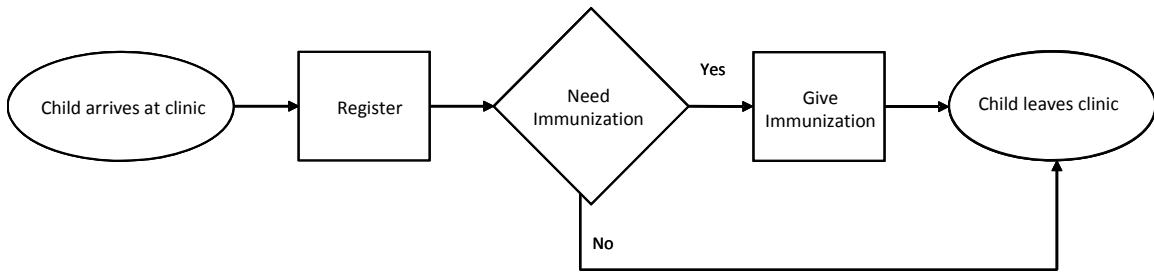 Child arrives at clinic
Register
Need
Immunization
Yes
Give
Immunization
Child leaves clinic
No